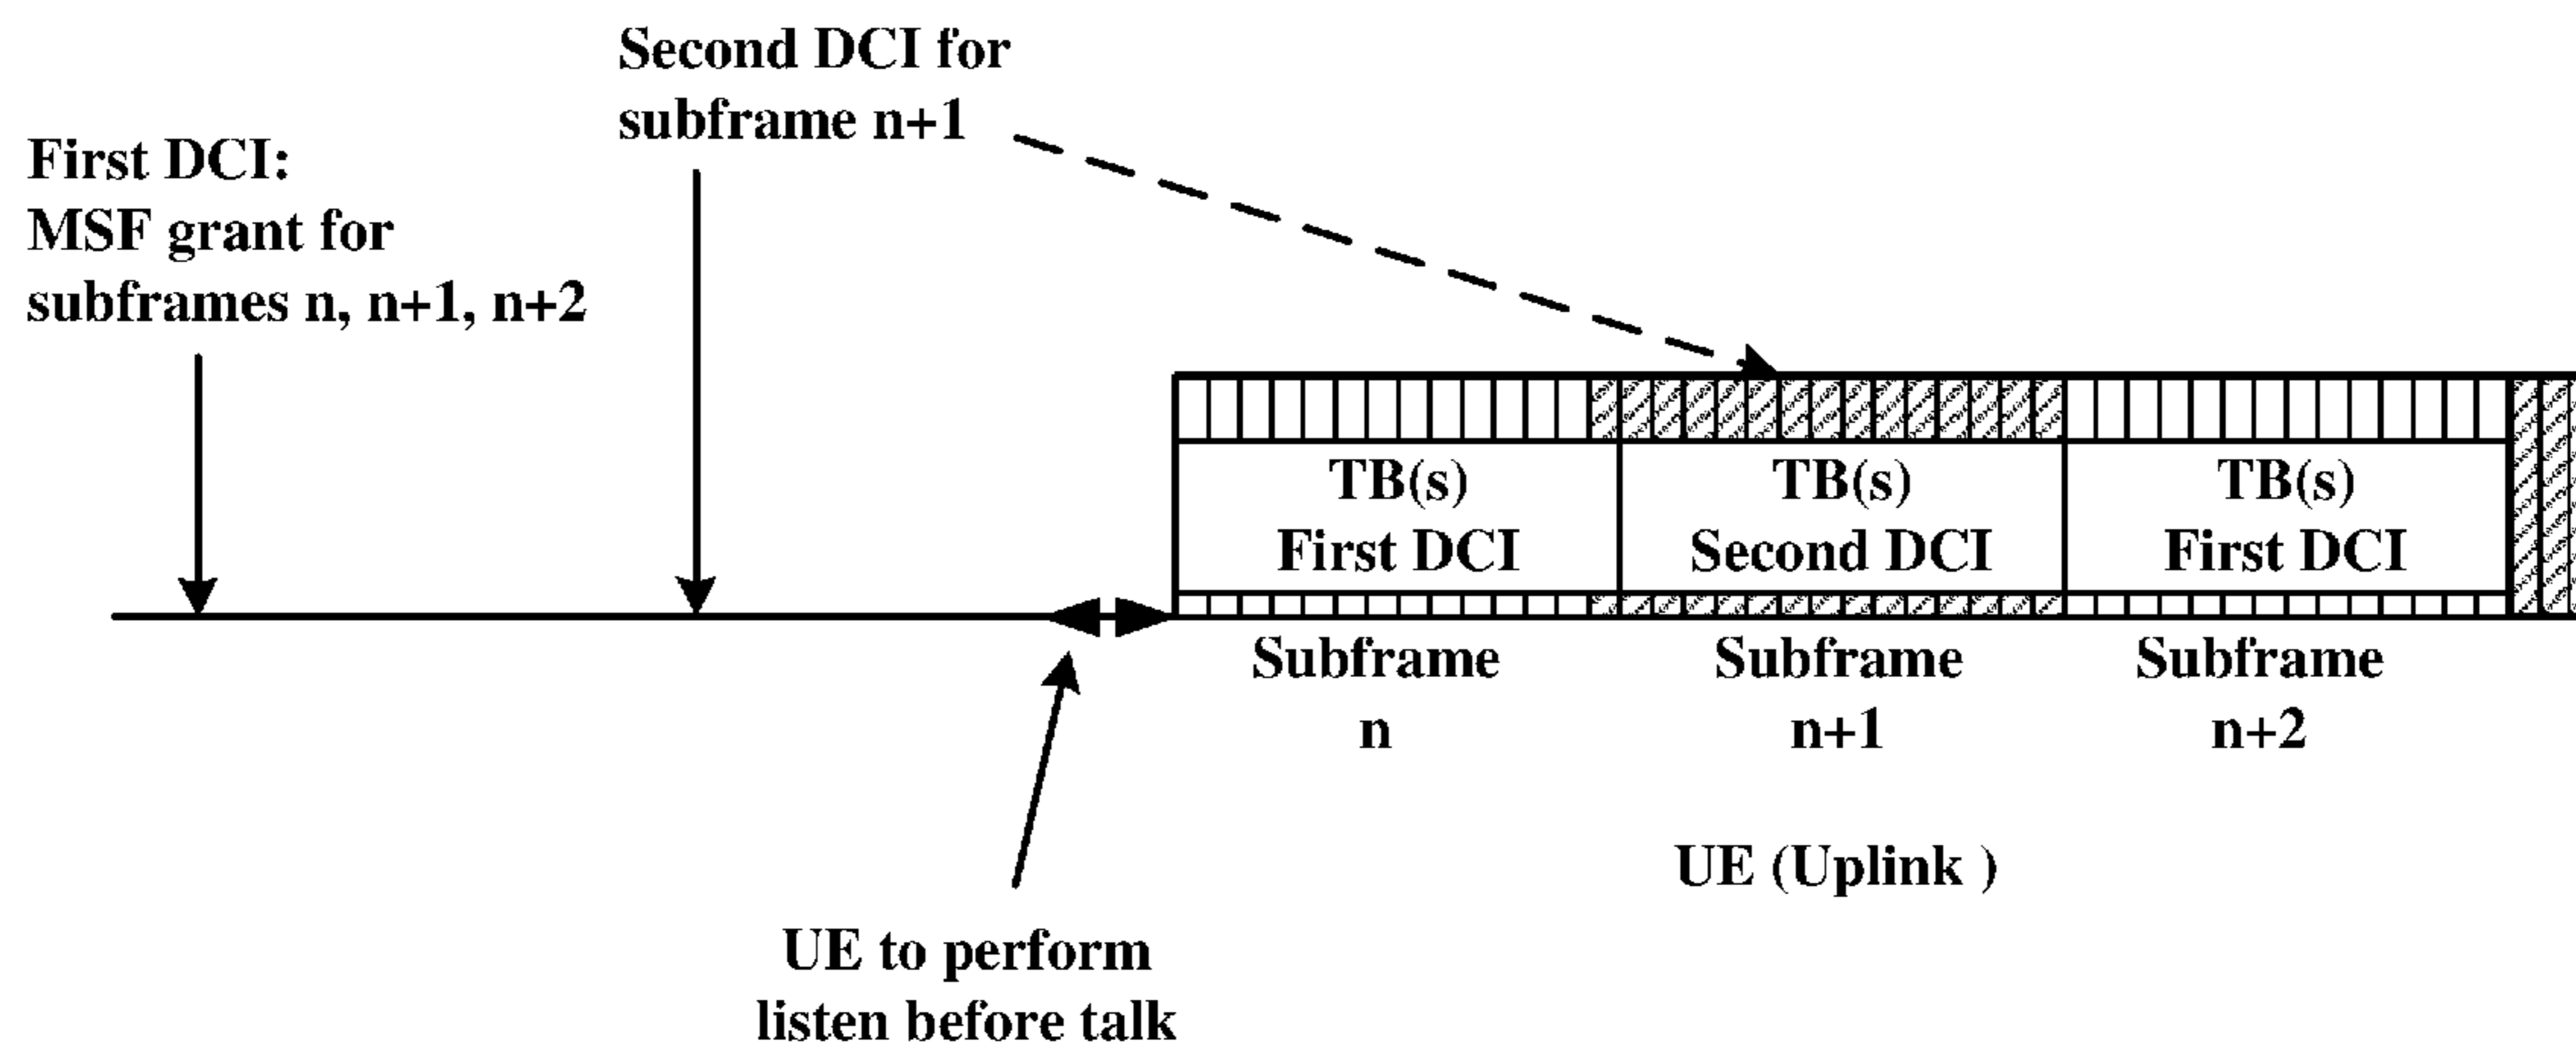 Second DCI for
subframe n+1
First DCI:
MSF grant for
subframes n, n+1, n+2
TB(s)
First DCI
TB(s)
Second DCI
TB(s)
First DCI
Subframe
n
Subframe
n+1
Subframe
n+2
UE (Uplink )
UE to perform
listen before talk